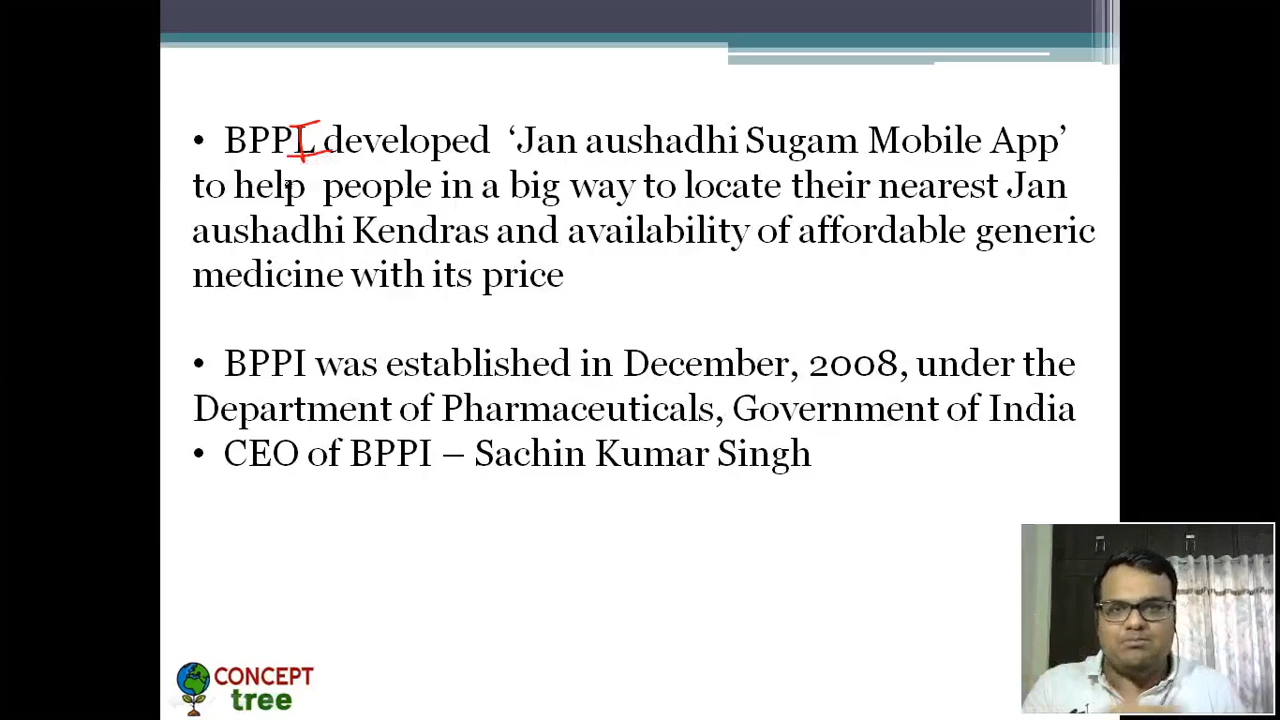 • BPPL developed ‘Jan aushadhi Sugam Mobile App’
to help people in a big way to locate their nearest Jan
aushadhi Kendras and availability of affordable generic
medicine with its price
• BPPI was established in December, 2008, under the
Department of Pharmaceuticals, Government of India
• CEO of BPPI – Sachin Kumar Singh
CONCEPT
tree